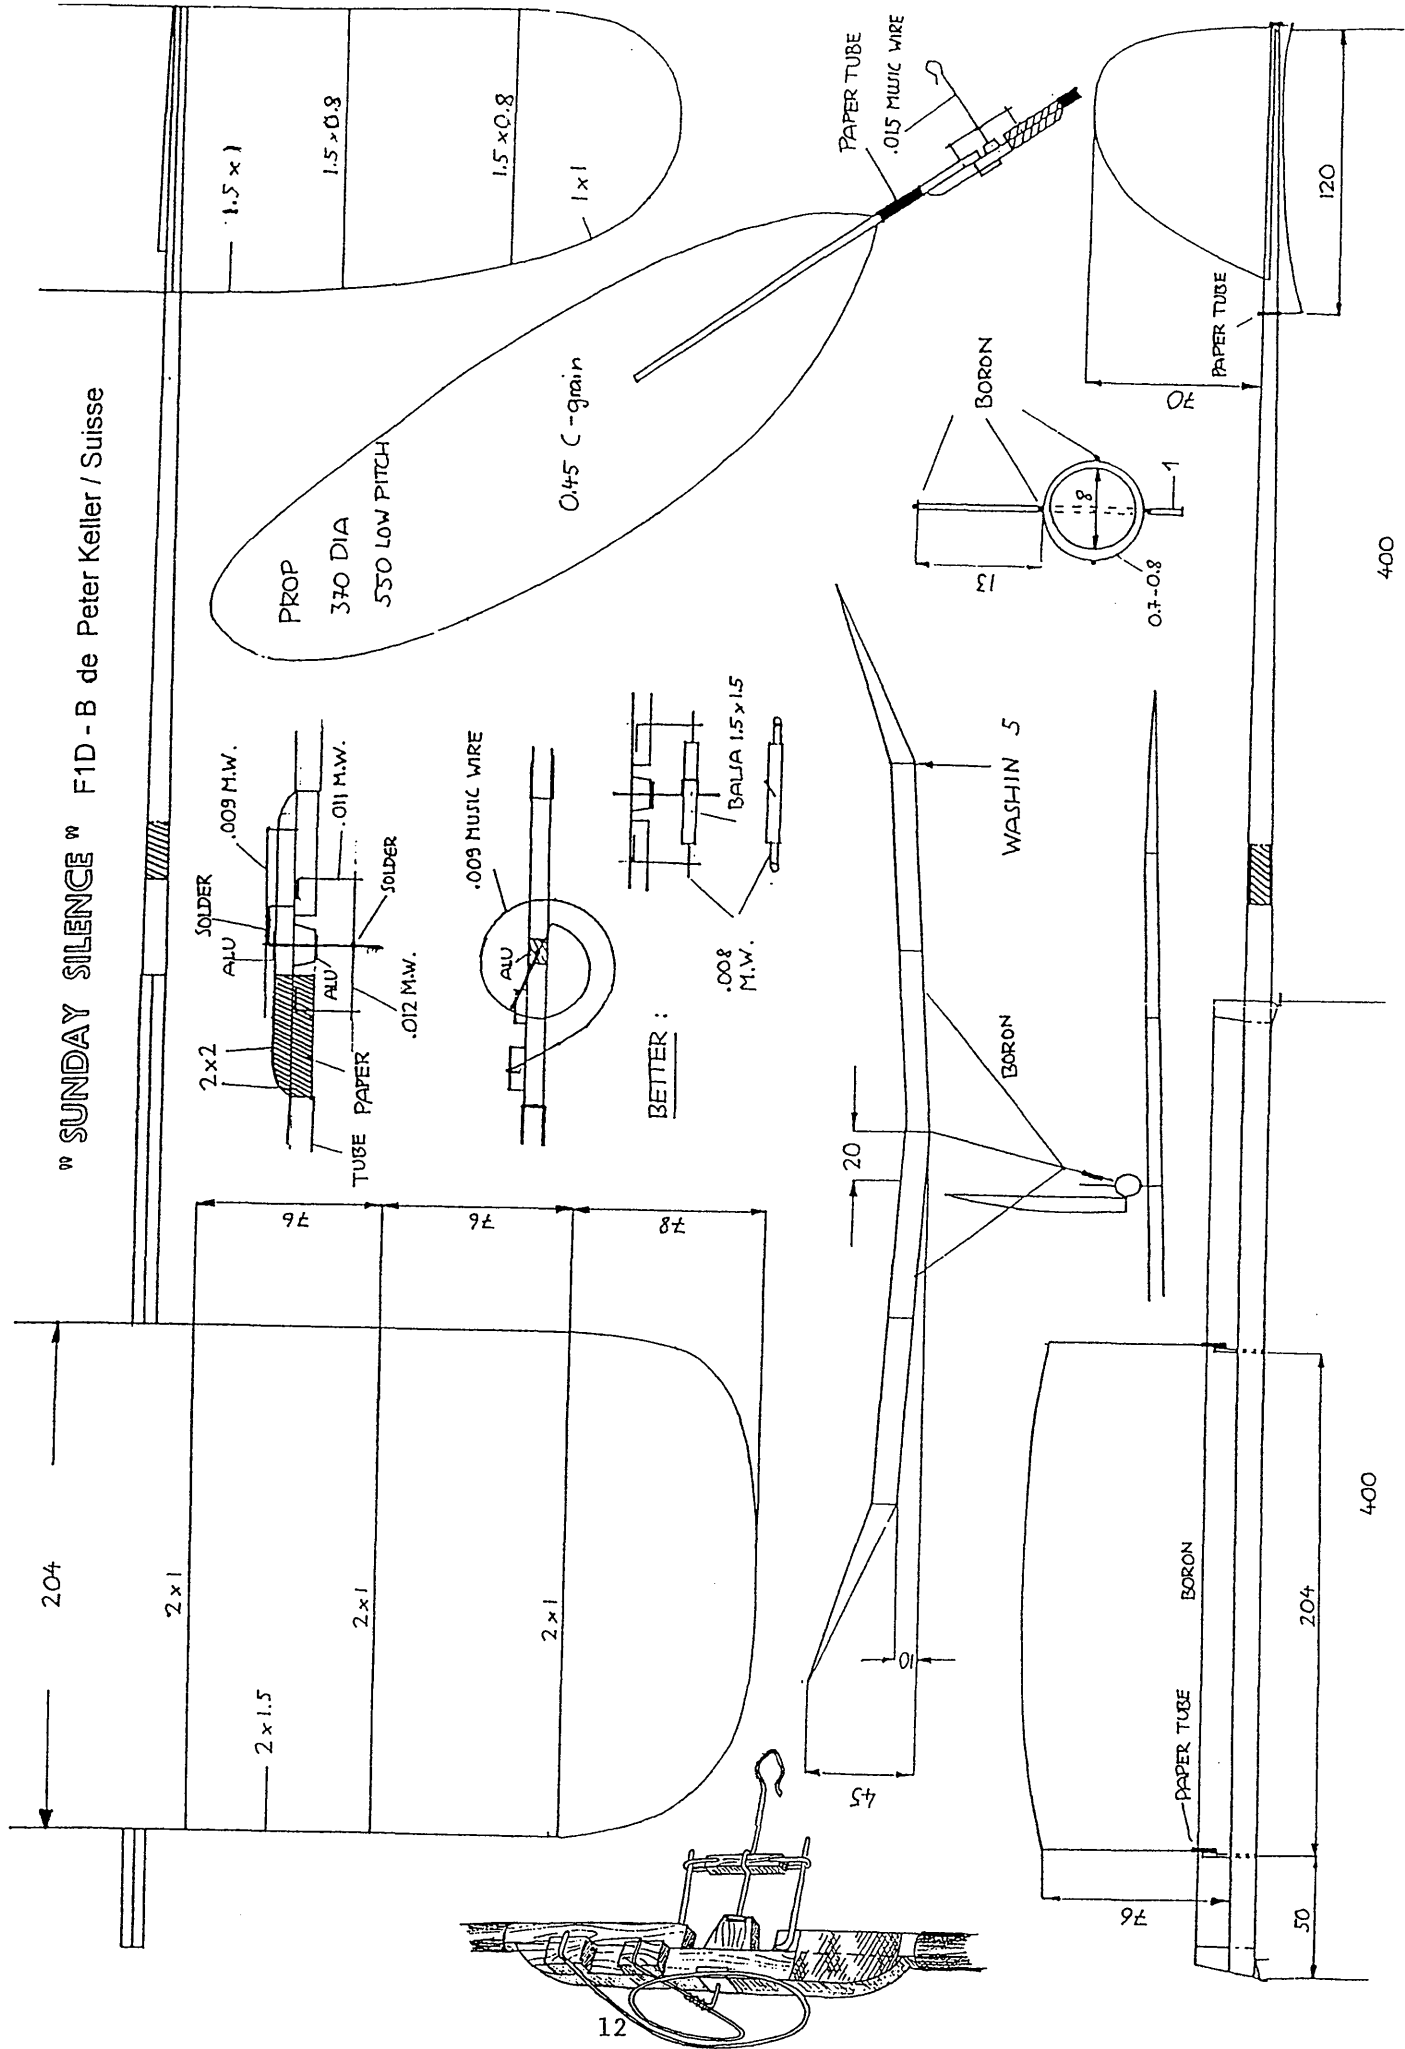 "SUNDAY SILENCE" F1D - B de Peter Keller / Suisse
204
2 x 1
2 x 1.5
2 x 1
2 x 1
76
76
78
1.5 x 1
1.5 x 0.8
1.5 x 0.8
1 x 1
SOLDER
.009 M.W.
ALU
2 x 2
ALU
.011 M.W.
SOLDER
.012 M.W.
PAPER
TUBE
.009 MUSIC WIRE
ALU
BETTER :
BALSA 1.5 x 1.5
.008
M.W.
PROP
370 DIA
550 LOW PITCH
0.45 C-grain
PAPER TUBE
.015 MUSIC WIRE
BORON
13
8
1
0.7-0.8
WASHIN 5
20
BORON
10
45
PAPER TUBE
BORON
76
50
204
400
PAPER TUBE
70
120
400
12